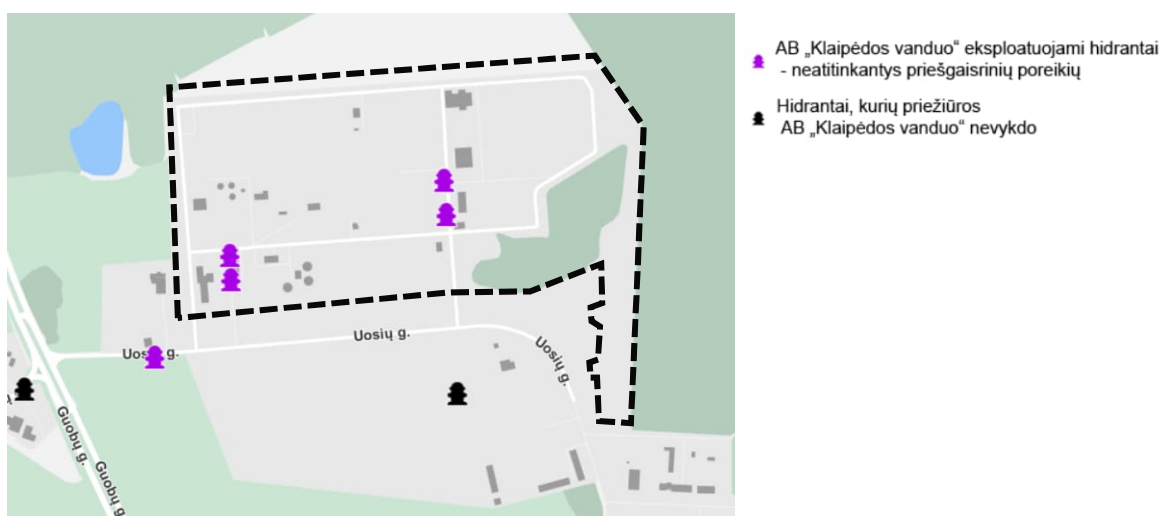 AB „Klaipėdos vanduo“ eksploatuojami hidrantai
- neatitinkantys priešgaisrinių poreikių
Hidrantai, kurių priežiūros
AB „Klaipėdos vanduo“ nevykdo
Uosių g.
Uosių g.
Guobų g.
Guobų g.